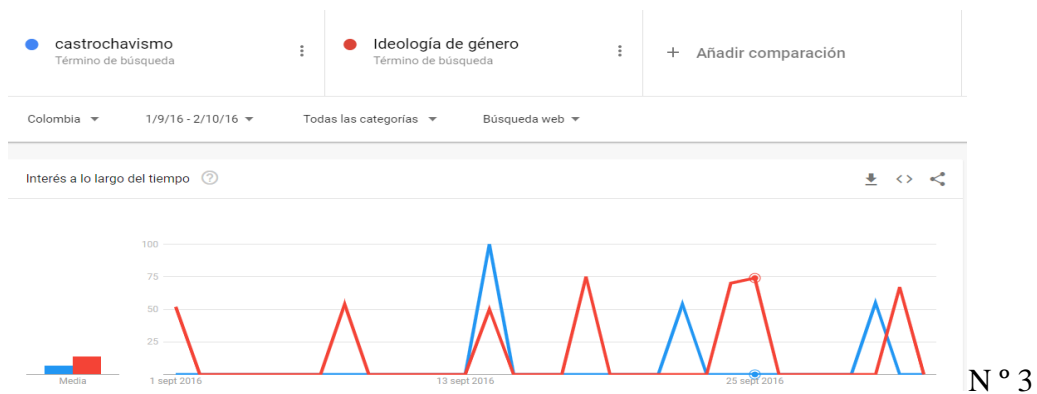 castrochavismo
Término de búsqueda
Ideología de género
Término de búsqueda
+ Añadir comparación
Colombia
1/9/16 - 2/10/16
Todas las categorías
Búsqueda web
Interés a lo largo del tiempo
100
75
50
25
Media
1 sept 2016
13 sept 2016
25 sept 2016
N º 3